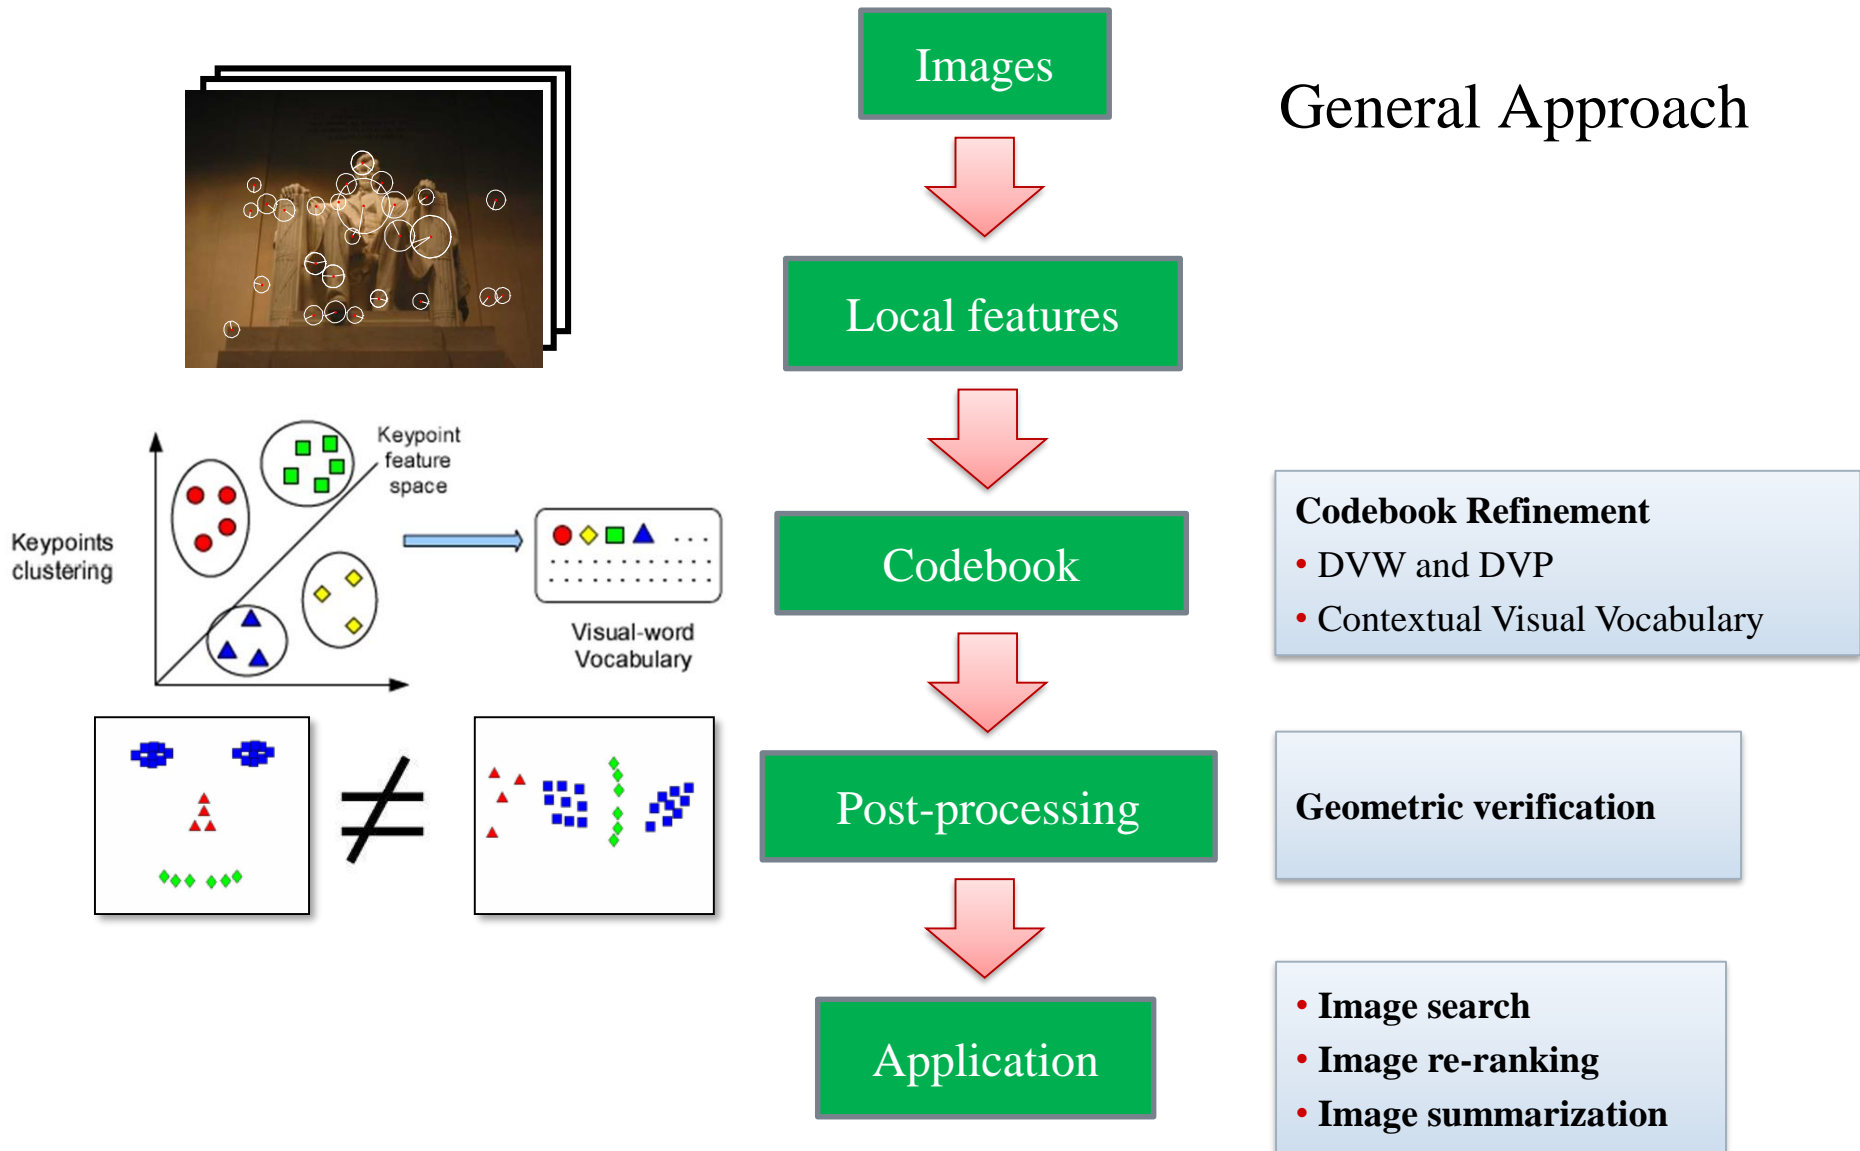 General Approach
Images
Local features
Keypoint
feature
space
Keypoints
clustering
Visual-word
Vocabulary
Codebook
Codebook Refinement
• DVW and DVP
• Contextual Visual Vocabulary
Post-processing
Geometric verification
Application
• Image search
• Image re-ranking
• Image summarization